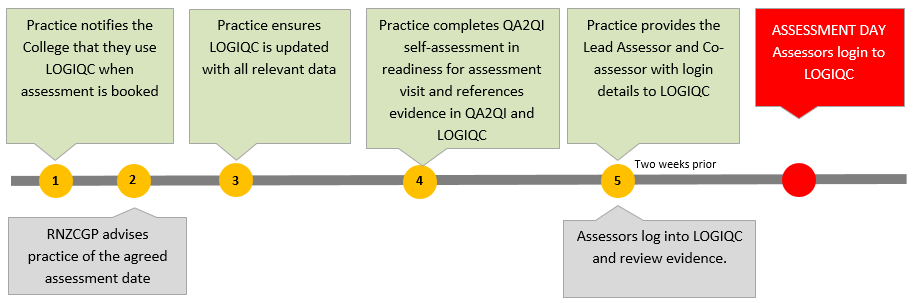 Practice notifies the
College that they use
LOGIQC when
assessment is booked
Practice ensures
LOGIQC is updated
with all relevant data
Practice completes QA2QI
self-assessment in
readiness for assessment
visit and references
evidence in QA2QI and
LOGIQC
Practice provides the
Lead Assessor and Co-
assessor with login
details to LOGIQC
ASSESSMENT DAY
Assessors login to
LOGIQC
Two weeks prior
1
2
3
4
5
RNZCGP advises
practice of the agreed
assessment date
Assessors log into LOGIQC
and review evidence.